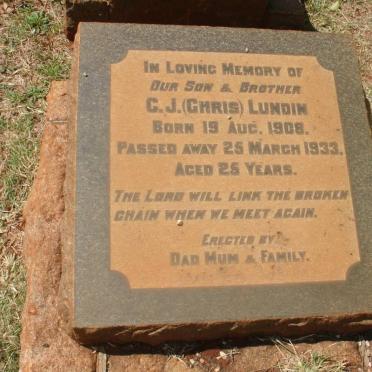 In Loving Memory of
Our Son & Brother
C.J.(Chris) Lundin
Born 19 Aug. 1908.
Passed away 25 March 1933.
Aged 25 Years.
The Lord will link the broken
chain when we meet again.
Erected by
Dad Mum & Family.